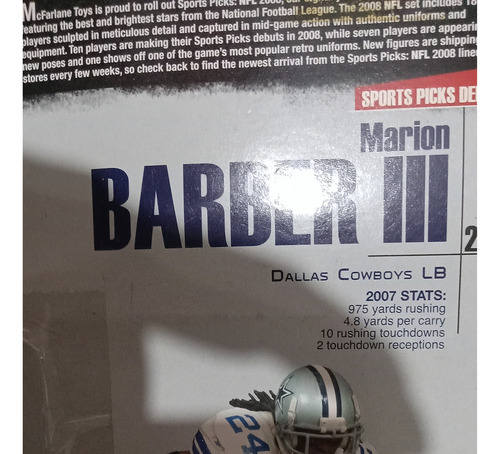 McFarlane Toys is proud to roll out Sports Picks: NFL 2008,
featuring the best and brightest stars from the National Football League. The 2008 NFL set includes 18
players sculpted in meticulous detail and captured in mid-game action with authentic uniforms and
equipment. Ten players are making their Sports Picks debuts in 2008, while seven players are appeari
new poses and one shows off one of the game's most popular retro uniforms. New figures are shippin
stores every few weeks, so check back to find the newest arrival from the Sports Picks: NFL 2008 line
SPORTS PICKS DE
Marion
BARBER III
2
DALLAS COWBOYS LB
2007 STATS:
975 yards rushing
4.8 yards per carry
10 rushing touchdowns
2 touchdown receptions
24